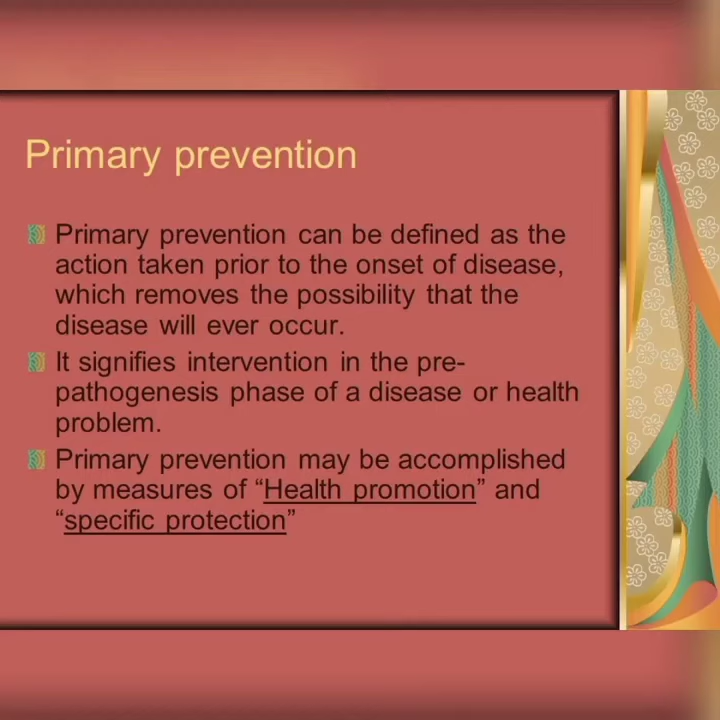 Primary prevention
Primary prevention can be defined as the
action taken prior to the onset of disease,
which removes the possibility that the
disease will ever occur.
It signifies intervention in the pre-
pathogenesis phase of a disease or health
problem.
Primary prevention may be accomplished
by measures of “Health promotion” and
“specific protection”